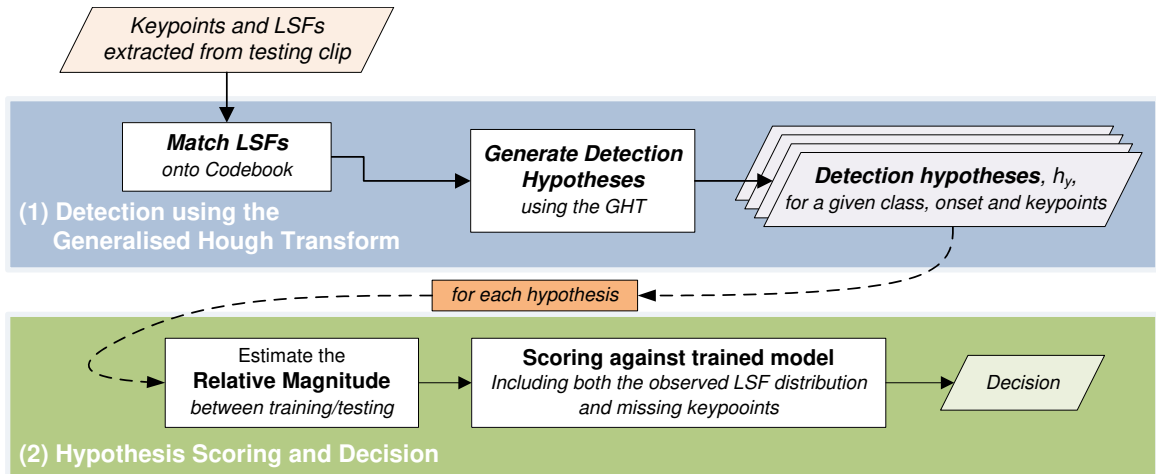 Keypoints and LSFs
extracted from testing clip
Match LSFs
onto Codebook
Generate Detection
Hypotheses
using the GHT
Detection hypotheses, hy,
for a given class, onset and keypoints
(1) Detection using the
Generalised Hough Transform
for each hypothesis
Estimate the
Relative Magnitude
between training/testing
Scoring against trained model
Including both the observed LSF distribution
and missing keypooints
Decision
(2) Hypothesis Scoring and Decision